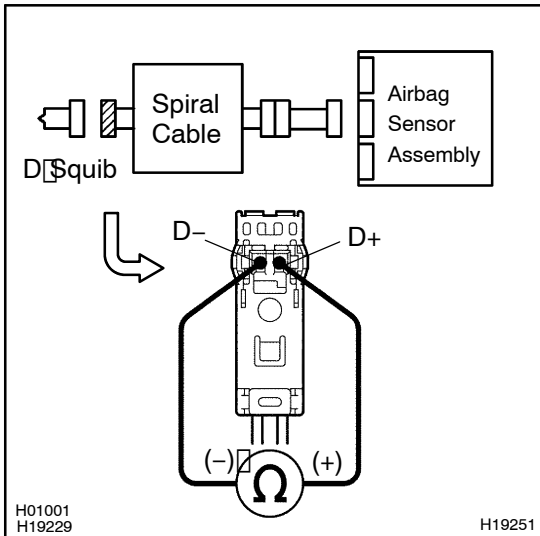 Spiral
Cable
Airbag
Sensor
Assembly
D▯Squib
D−
D+
(−)▯
(+)
Ω
H01001
H19229
H19251